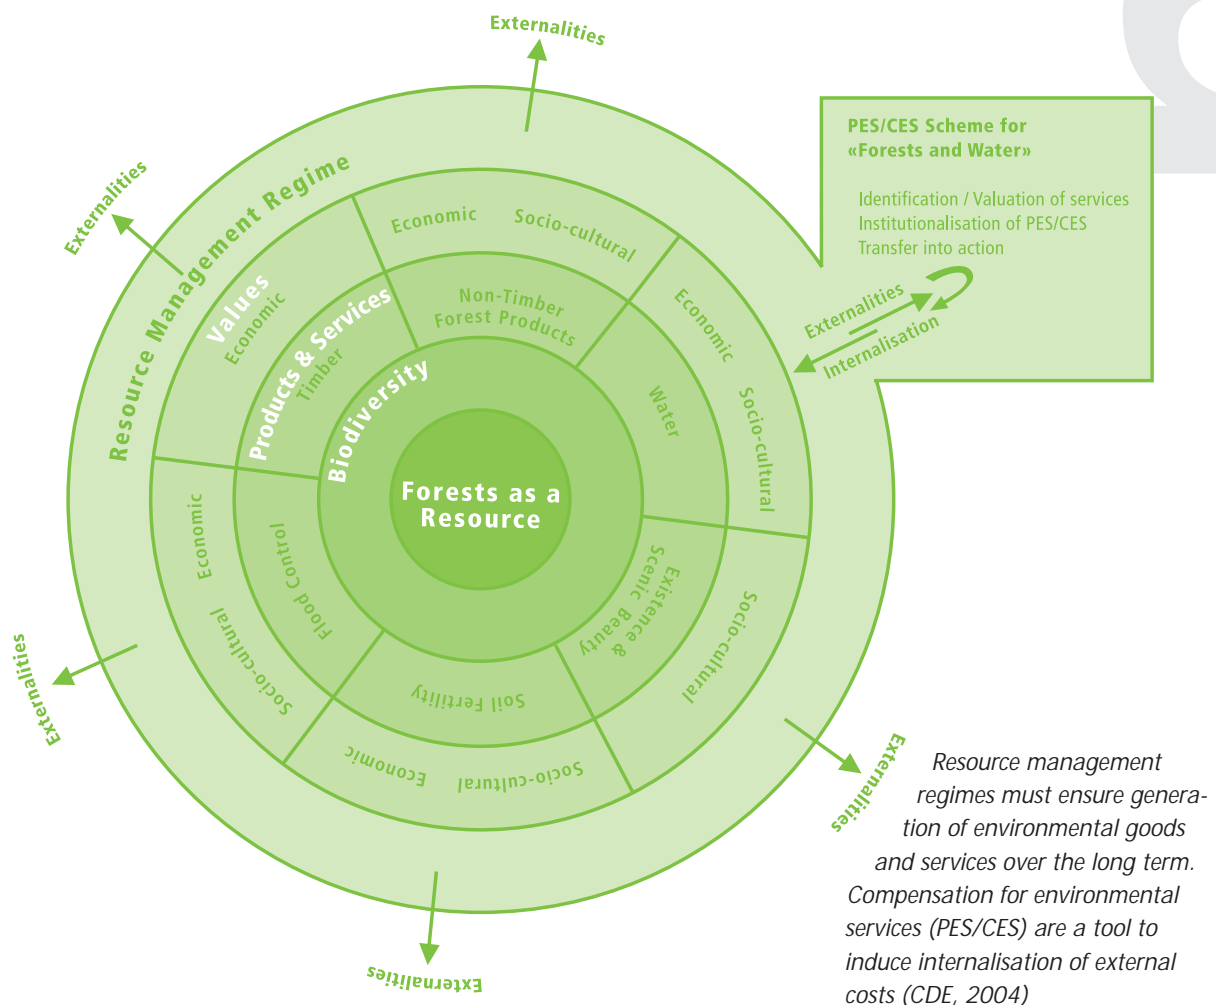 Externalities
PES/CES Scheme for
«Forests and Water»
Identification / Valuation of services
Institutionalisation of PES/CES
Transfer into action
Externalities
Internalisation
Externalities
Resource Management Regime
Values
Economic
Products & Services
Timber
Economic
Socio-cultural
Non-Timber
Forest Products
Economic
Socio-cultural
Water
Biodiversity
Forests as a
Resource
Economic
Socio-cultural
Flood Control
Existence &
Scenic Beauty
Socio-cultural
Soil Fertility
Economic
Socio-cultural
Externalities
Externalities
Externalities
Resource management
regimes must ensure genera-
tion of environmental goods
and services over the long term.
Compensation for environmental
services (PES/CES) are a tool to
induce internalisation of external
costs (CDE, 2004)